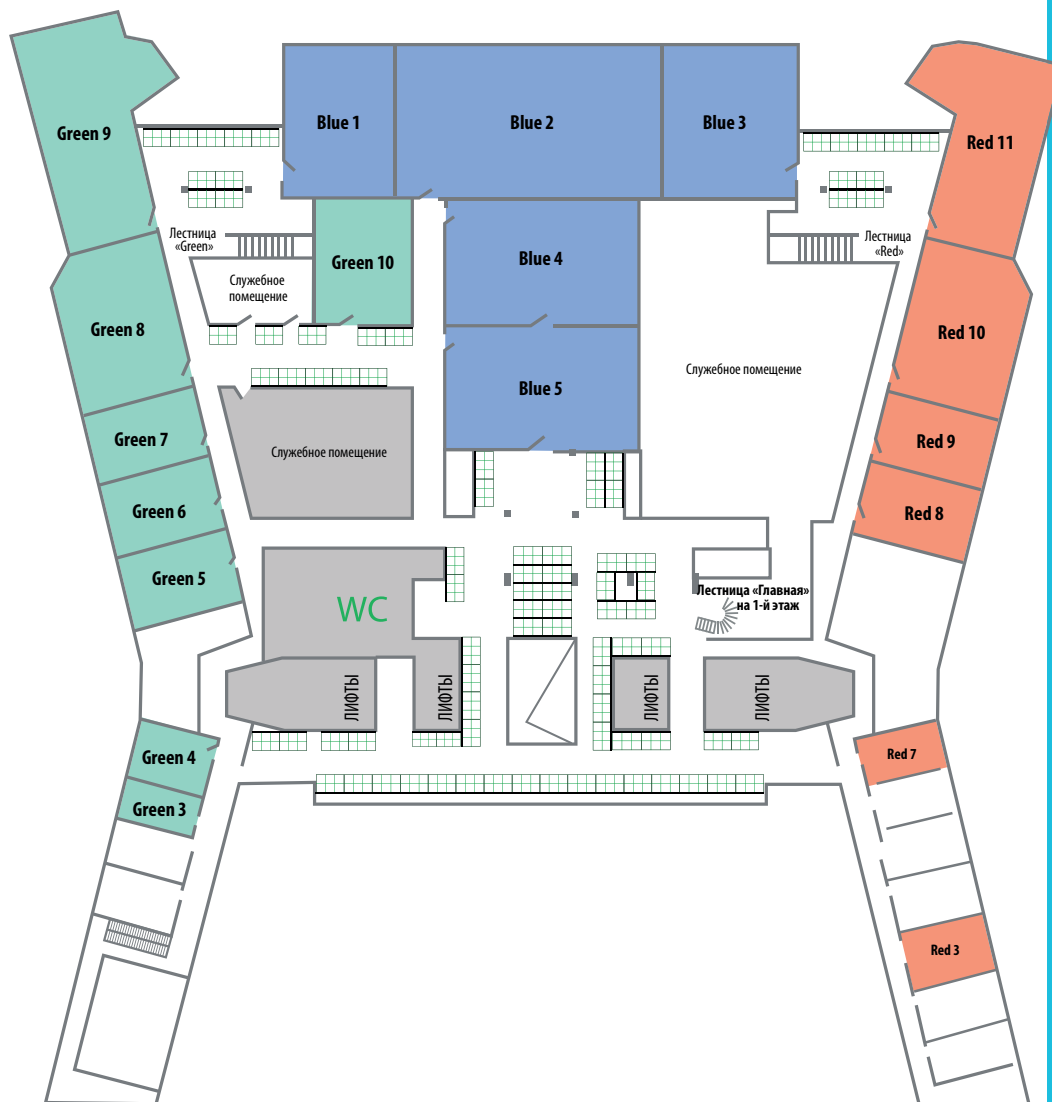 Blue 1
Blue 2
Blue 3
Green 9
Red 11
Лестница
«Green»
Лестница
«Red»
Green 10
Blue 4
Служебное
помещение
Green 8
Red 10
Служебное помещение
Blue 5
Green 7
Red 9
Служебное помещение
Green 6
Red 8
Green 5
Лестница «Главная»
на 1-й этаж
WC
ЛИФТЫ
ЛИФТЫ
ЛИФТЫ
ЛИФТЫ
Green 4
Red 7
Green 3
Red 3